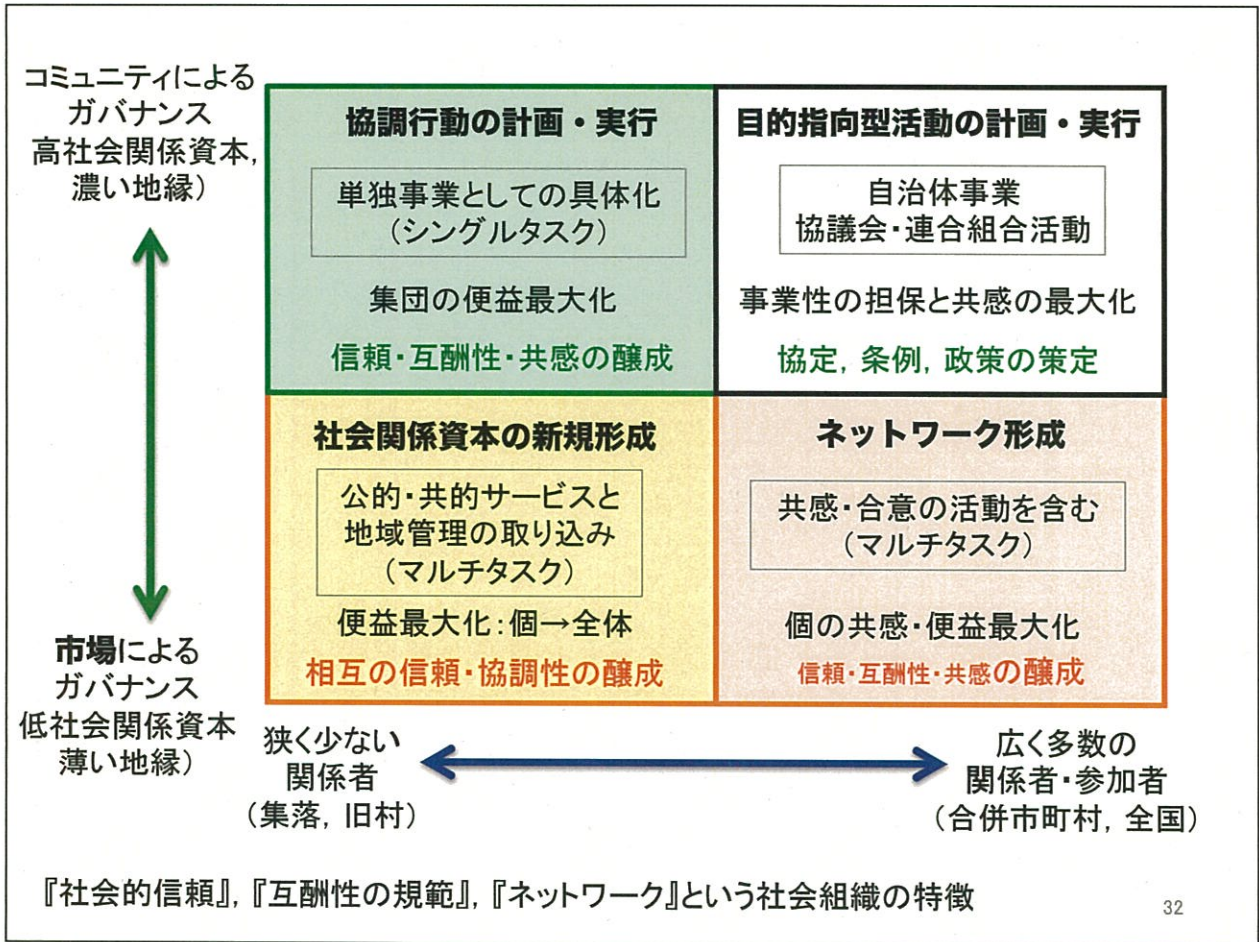 コミュニティによる
ガバナンス
高社会関係資本,
濃い地縁）
協調行動の計画・実行
単独事業としての具体化
（シングルタスク）
集団の便益最大化
信頼・互酬性・共感の醸成
目的指向型活動の計画・実行
自治体事業
協議会・連合組合活動
事業性の担保と共感の最大化
協定, 条例, 政策の策定
社会関係資本の新規形成
公的・共的サービスと
地域管理の取り込み
（マルチタスク）
便益最大化：個→全体
相互の信頼・協調性の醸成
ネットワーク形成
共感・合意の活動を含む
（マルチタスク）
個の共感・便益最大化
信頼・互酬性・共感の醸成
市場による
ガバナンス
低社会関係資本
薄い地縁）
狭く少ない
関係者
（集落, 旧村）
広く多数の
関係者・参加者
（合併市町村, 全国）
『社会的信頼』, 『互酬性の規範』, 『ネットワーク』という社会組織の特徴
32